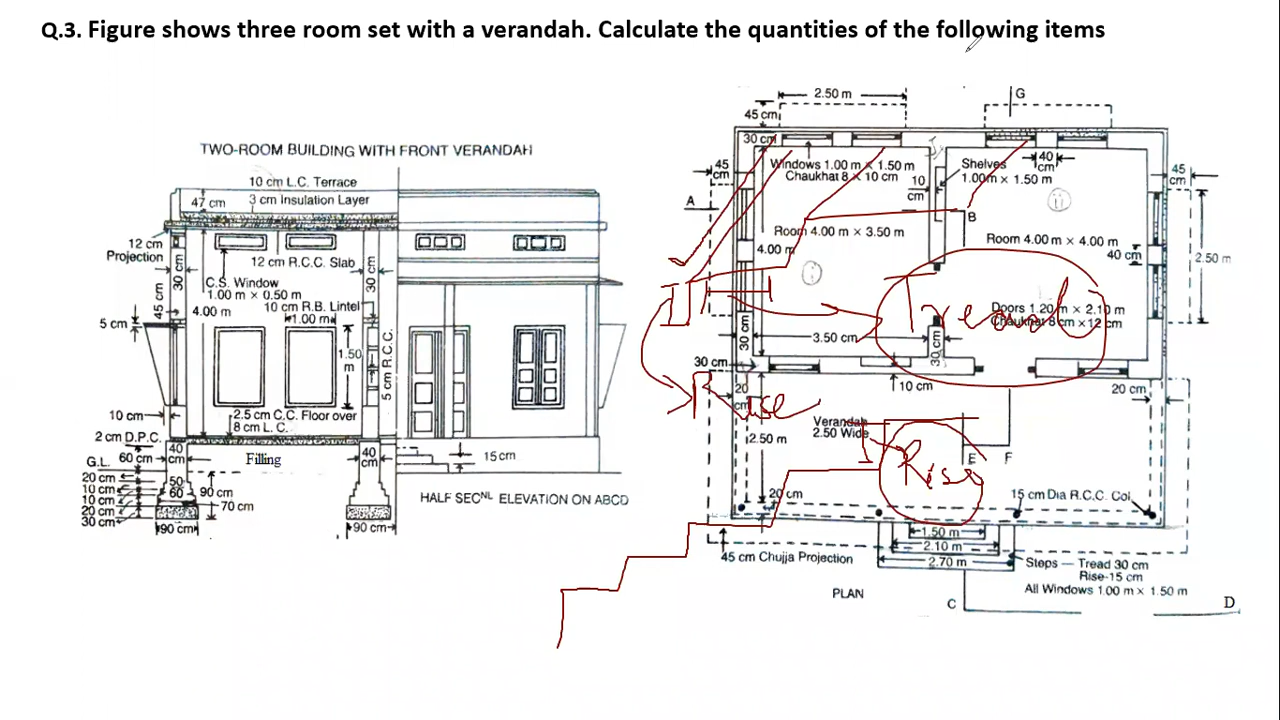 Q.3. Figure shows three room set with a verandah. Calculate the quantities of the following items
TWO-ROOM BUILDING WITH FRONT VERANDAH
10 cm L.C. Terrace
47 cm
3 cm Insulation Layer
12 cm
Projection
12 cm R.C.C. Slab
30 cm
30 cm
C.S. Window
1.00 m x 0.50 m
45 cm
4.00 m
10 cm R.B. Lintel
1.00 m
5 cm
1.50
m
5 cm R.C.C.
10 cm
2.5 cm C.C. Floor over
8 cm L.C.
2 cm D.P.C.
G.L.
60 cm
40
cm
Filling
40
cm
15 cm
20 cm
10 cm
10 cm
20 cm
30 cm
50
60
90 cm
70 cm
90 cm
90 cm
HALF SECNL ELEVATION ON ABCD
2.50 m
G
45 cm
30 cm
45
cm
Windows 1.00 m x 1.50 m
Chaukhat 8 x 10 cm
10
cm
Shelves
1.00m x 1.50 m
40
cm
45
cm
A
B
Room 4.00 m x 3.50 m
4.00 m
Room 4.00 m x 4.00 m
40 cm
2.50 m
ii
i
Doors 1.20 m x 2.10 m
Chaukhat 8 cm x 12 cm
Tread
30 cm
3.50 cm
30 cm
30 cm
10 cm
20
cm
20 cm
Rise
Verandah
2.50 Wide
2.50 m
E
F
Rise
20 cm
15 cm Dia R.C.C. Col.
1.50 m
2.10 m
2.70 m
45 cm Chujja Projection
Steps — Tread 30 cm
Rise-15 cm
All Windows 1.00 m x 1.50 m
PLAN
C
D